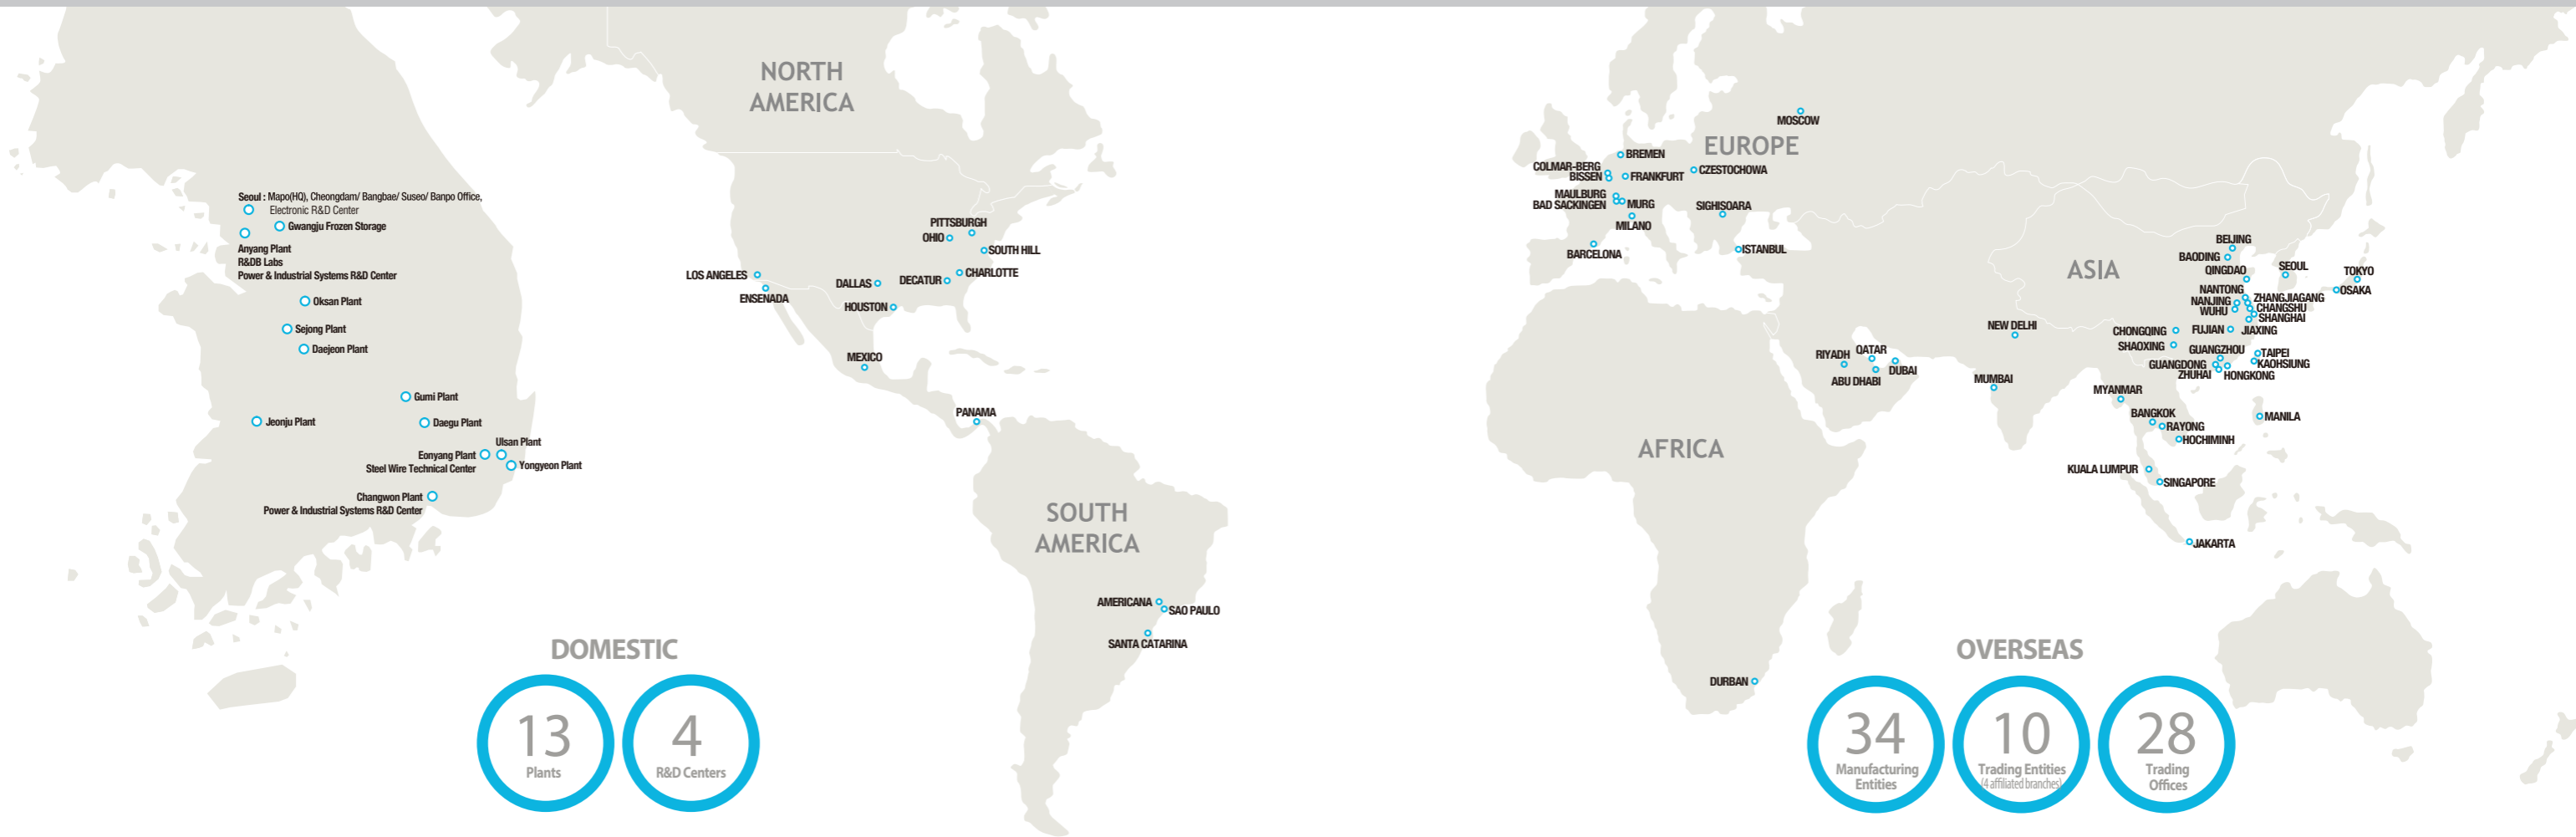 Seoul : Mapo(HQ), Cheongdam/ Bangbae/ Suseo/ Banpo Office,
Electronic R&D Center
Gwangju Frozen Storage
Anyang Plant
R&DB Labs
Power & Industrial Systems R&D Center
Oksan Plant
Sejong Plant
Daejeon Plant
Gumi Plant
Jeonju Plant
Daegu Plant
Ulsan Plant
Eonyang Plant
Steel Wire Technical Center
Yongyeon Plant
Changwon Plant
Power & Industrial Systems R&D Center
DOMESTIC
13
Plants
4
R&D Centers
NORTH
AMERICA
PITTSBURGH
OHIO
SOUTH HILL
LOS ANGELES
CHARLOTTE
DALLAS
DECATUR
ENSENADA
HOUSTON
MEXICO
PANAMA
SOUTH
AMERICA
AMERICANA
SAO PAULO
SANTA CATARINA
MOSCOW
EUROPE
BREMEN
COLMAR-BERG
BISSEN
FRANKFURT
CZESTOCHOWA
MAULBURG
BAD SACKINGEN
MURG
SIGHISOARA
MILANO
BARCELONA
ISTANBUL
AFRICA
DURBAN
RIYADH
QATAR
ABU DHABI
DUBAI
ASIA
NEW DELHI
MUMBAI
BEIJING
BAODING
QINGDAO
SEOUL
TOKYO
OSAKA
NANTONG
ZHANGJIAGANG
NANJING
CHANGSHU
WUHU
SHANGHAI
CHONGQING
FUJIAN
JIAXING
SHAOXING
GUANGZHOU
TAIPEI
GUANGDONG
KAOHSIUNG
ZHUHAI
HONGKONG
MYANMAR
BANGKOK
RAYONG
MANILA
HOCHIMINH
KUALA LUMPUR
SINGAPORE
JAKARTA
OVERSEAS
34
Manufacturing
Entities
10
Trading Entities
(4 affiliated branches)
28
Trading
Offices